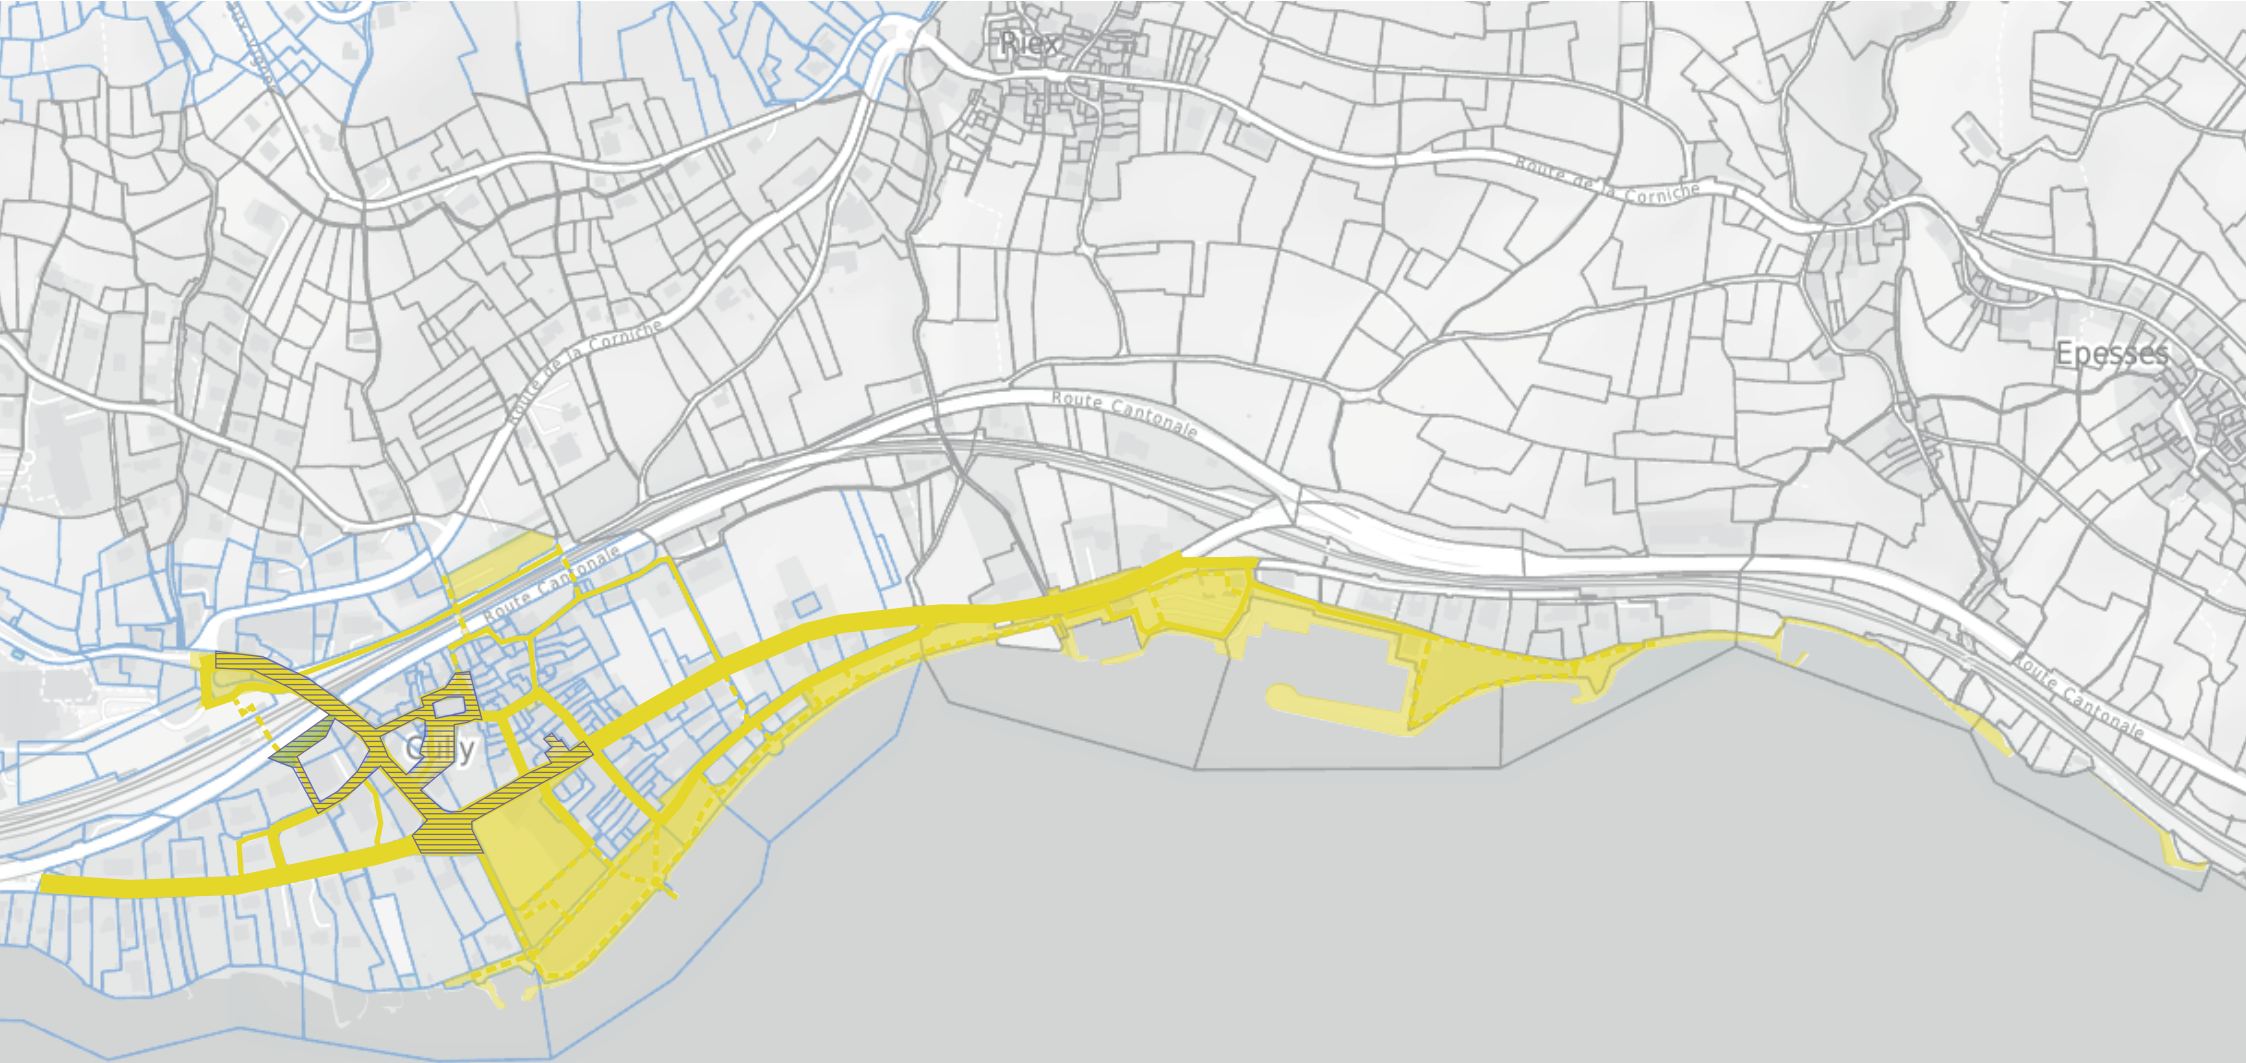 Riex
Route de la Corniche
Epesses
Route de la Corniche
Route Cantonale
Route Cantonale
Route Cantonale
Cully